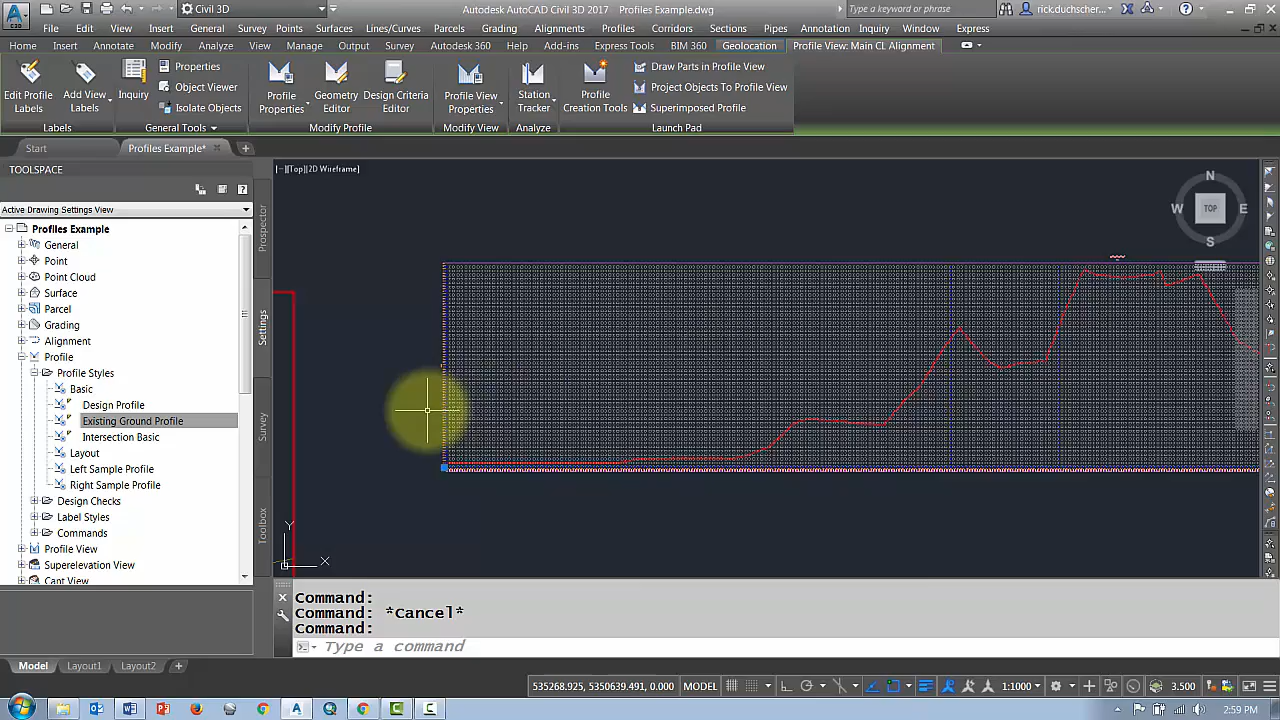 Civil 3D
Autodesk AutoCAD Civil 3D 2017 Profiles Example.dwg
Type a keyword or phrase
rick.duchscher...
File Edit View Insert General Survey Points Surfaces Lines/Curves Parcels Grading Alignments Profiles Corridors Sections Pipes Annotation Inquiry Window Express
Home Insert Annotate Modify Analyze View Manage Output Survey Autodesk 360 Help Add-ins Express Tools BIM 360 Geolocation Profile View: Main CL Alignment
Edit Profile Labels
Add View Labels
Inquiry
Properties
Object Viewer
Isolate Objects
Profile Properties
Geometry Editor
Design Criteria Editor
Profile View Properties
Station Tracker
Profile Creation Tools
Draw Parts in Profile View
Project Objects To Profile View
Superimposed Profile
Labels General Tools Modify Profile Modify View Analyze Launch Pad
Start Profiles Example*
TOOLSPACE
[−][Top][2D Wireframe]
Active Drawing Settings View
Profiles Example
General
Point
Point Cloud
Surface
Parcel
Grading
Alignment
Profile
Profile Styles
Basic
Design Profile
Existing Ground Profile
Intersection Basic
Layout
Left Sample Profile
Right Sample Profile
Design Checks
Label Styles
Commands
Profile View
Superelevation View
Cant View
Prospector
Settings
Survey
Toolbox
N
W TOP E
S
Y
X
Command:
Command: *Cancel*
Command:
Type a command
Model Layout1 Layout2
535268.925, 5350639.491, 0.000 MODEL 1:1000 3.500
2:59 PM